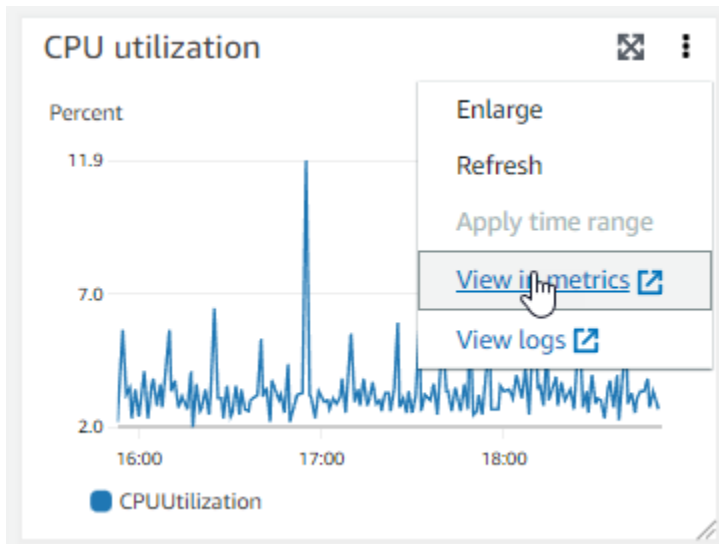 CPU utilization
Percent
11.9
7.0
2.0
16:00
17:00
18:00
CPUUtilization
Enlarge
Refresh
Apply time range
View in metrics
View logs